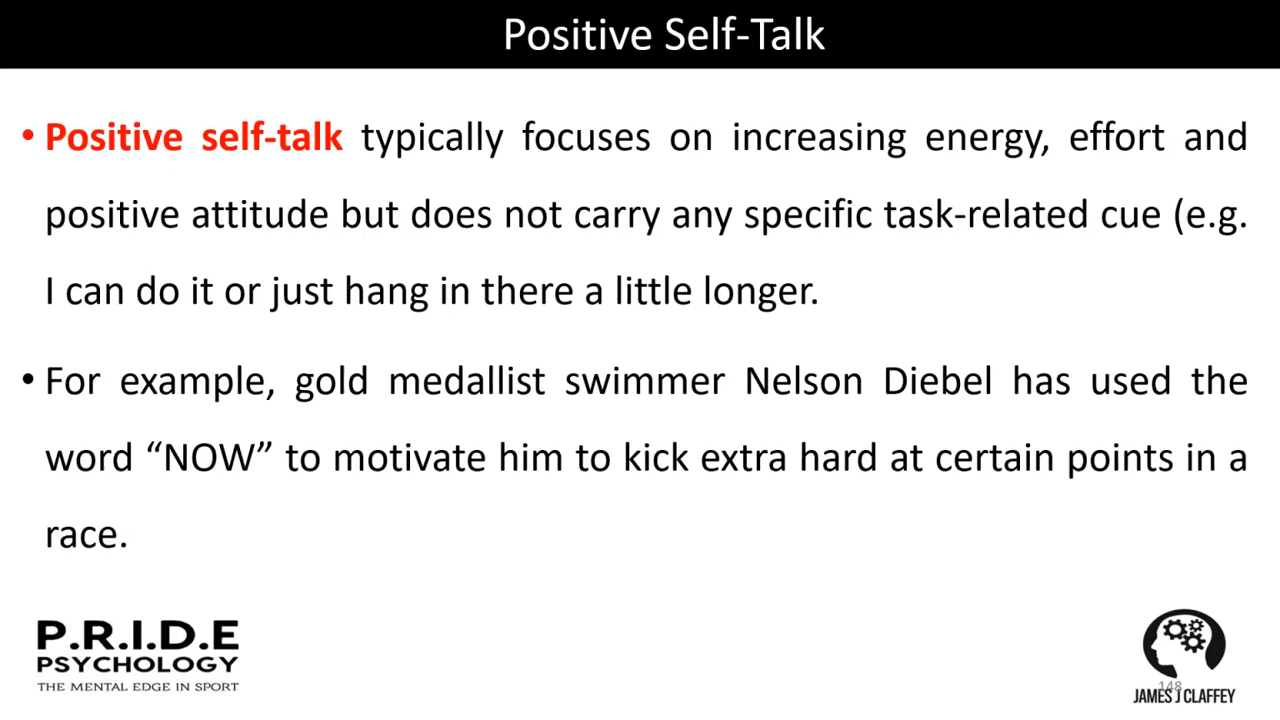 Positive Self-Talk
• Positive self-talk typically focuses on increasing energy, effort and
positive attitude but does not carry any specific task-related cue (e.g.
I can do it or just hang in there a little longer.
• For example, gold medallist swimmer Nelson Diebel has used the
word “NOW” to motivate him to kick extra hard at certain points in a
race.
P.R.I.D.E
PSYCHOLOGY
THE MENTAL EDGE IN SPORT
148
JAMES J CLAFFEY